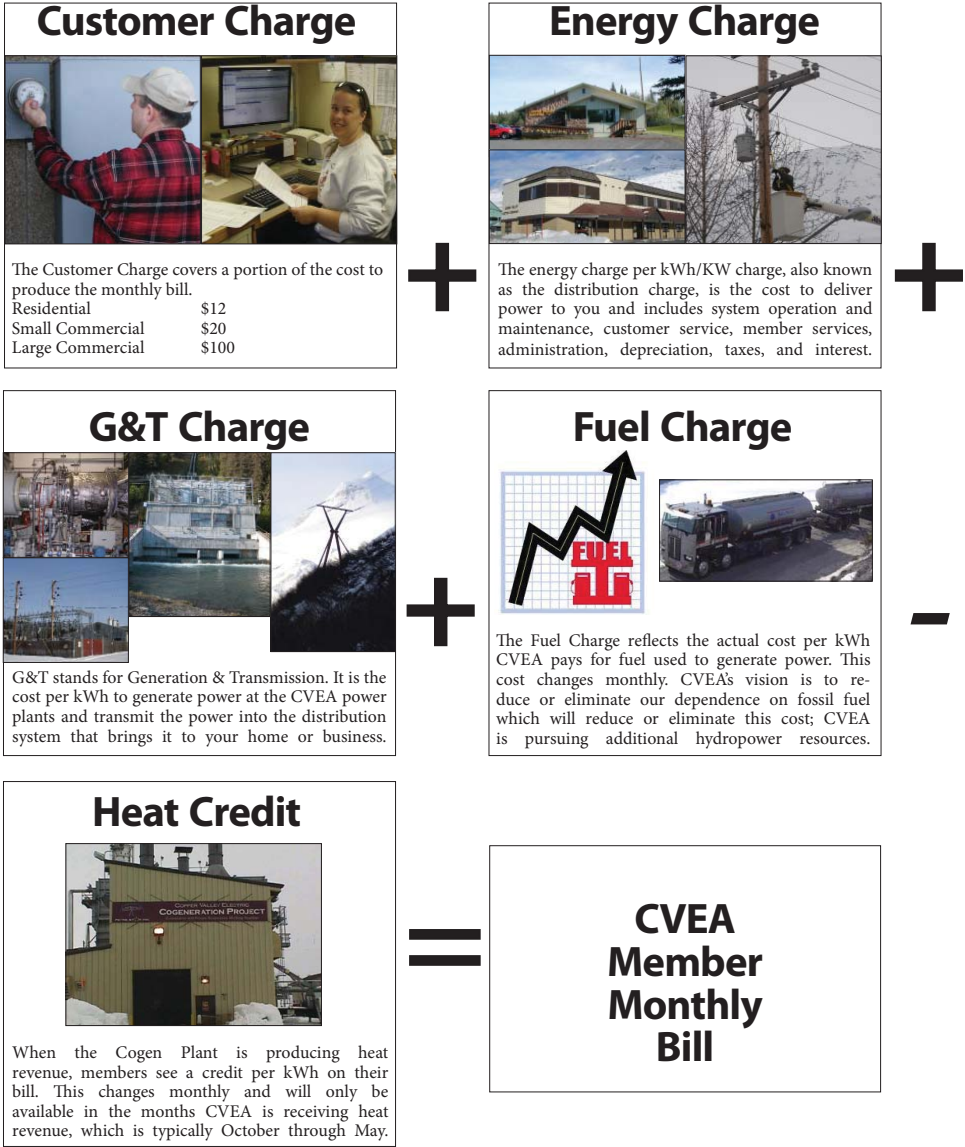 Customer Charge
The Customer Charge covers a portion of the cost to
produce the monthly bill.
Residential $12
Small Commercial $20
Large Commercial $100
+
Energy Charge
The energy charge per kWh/KW charge, also known
as the distribution charge, is the cost to deliver
power to you and includes system operation and
maintenance, customer service, member services,
administration, depreciation, taxes, and interest.
+
G&T Charge
G&T stands for Generation & Transmission. It is the
cost per kWh to generate power at the CVEA power
plants and transmit the power into the distribution
system that brings it to your home or business.
+
Fuel Charge
FUEL
The Fuel Charge reflects the actual cost per kWh
CVEA pays for fuel used to generate power. This
cost changes monthly. CVEA's vision is to re-
duce or eliminate our dependence on fossil fuel
which will reduce or eliminate this cost; CVEA
is pursuing additional hydropower resources.
-
Heat Credit
Copper Valley Electric
Cogeneration Project
When the Cogen Plant is producing heat
revenue, members see a credit per kWh on their
bill. This changes monthly and will only be
available in the months CVEA is receiving heat
revenue, which is typically October through May.
=
CVEA
Member
Monthly
Bill